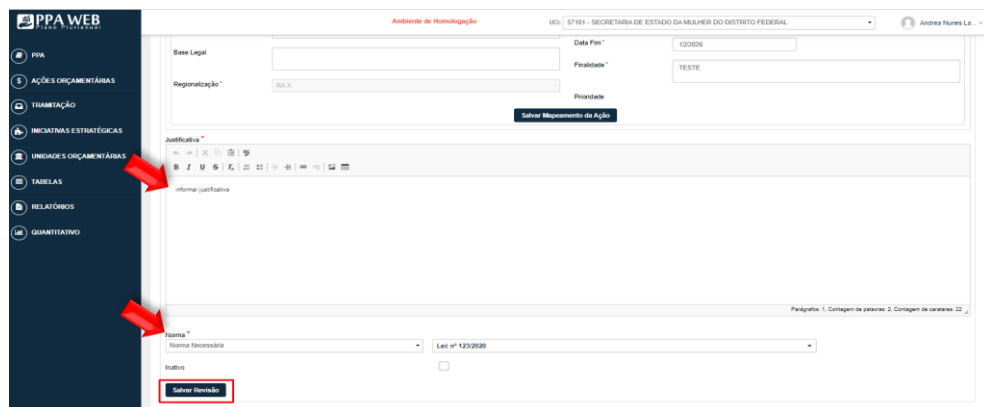 PPA WEB
Plano Plurianual
Ambiente de Homologação
UO: 57101 - SECRETARIA DE ESTADO DA MULHER DO DISTRITO FEDERAL
Andrea Nunes La...
PPA
AÇÕES ORÇAMENTÁRIAS
TRAMITAÇÃO
INICIATIVAS ESTRATÉGICAS
UNIDADES ORÇAMENTÁRIAS
TABELAS
RELATÓRIOS
QUANTITATIVO
Base Legal
Data Fim *
12/2026
Finalidade *
TESTE
Regionalização *
RA X
Prioridade
Salvar Mapeamento da Ação
Justificativa *
B I U S
informar justificativa
Parágrafos: 1, Contagem de palavras: 2, Contagem de carateres: 22
Norma *
Norma Necessária
Lei: nº 123/2020
Inativo
Salvar Revisão